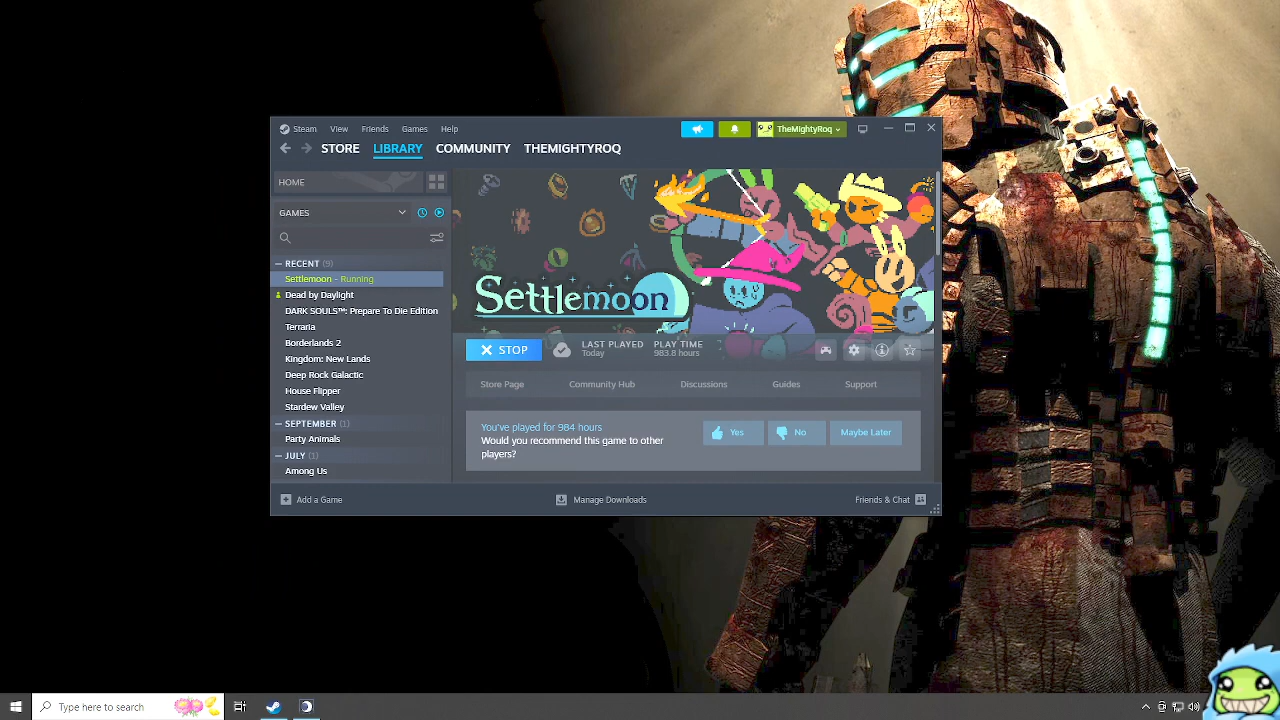 Steam View Friends Games Help TheMightyRoq
STORE LIBRARY COMMUNITY THEMIGHTYROQ
HOME
GAMES
RECENT (9)
Settlemoon - Running
Dead by Daylight
DARK SOULS™: Prepare To Die Edition
Terraria
Borderlands 2
Kingdom: New Lands
Deep Rock Galactic
House Flipper
Stardew Valley
SEPTEMBER (1)
Party Animals
JULY (1)
Among Us
Settlemoon
STOP
LAST PLAYED
Today
PLAY TIME
983.8 hours
Store Page Community Hub Discussions Guides Support
You've played for 984 hours
Would you recommend this game to other
players?
Yes No Maybe Later
Add a Game Manage Downloads Friends & Chat
Type here to search